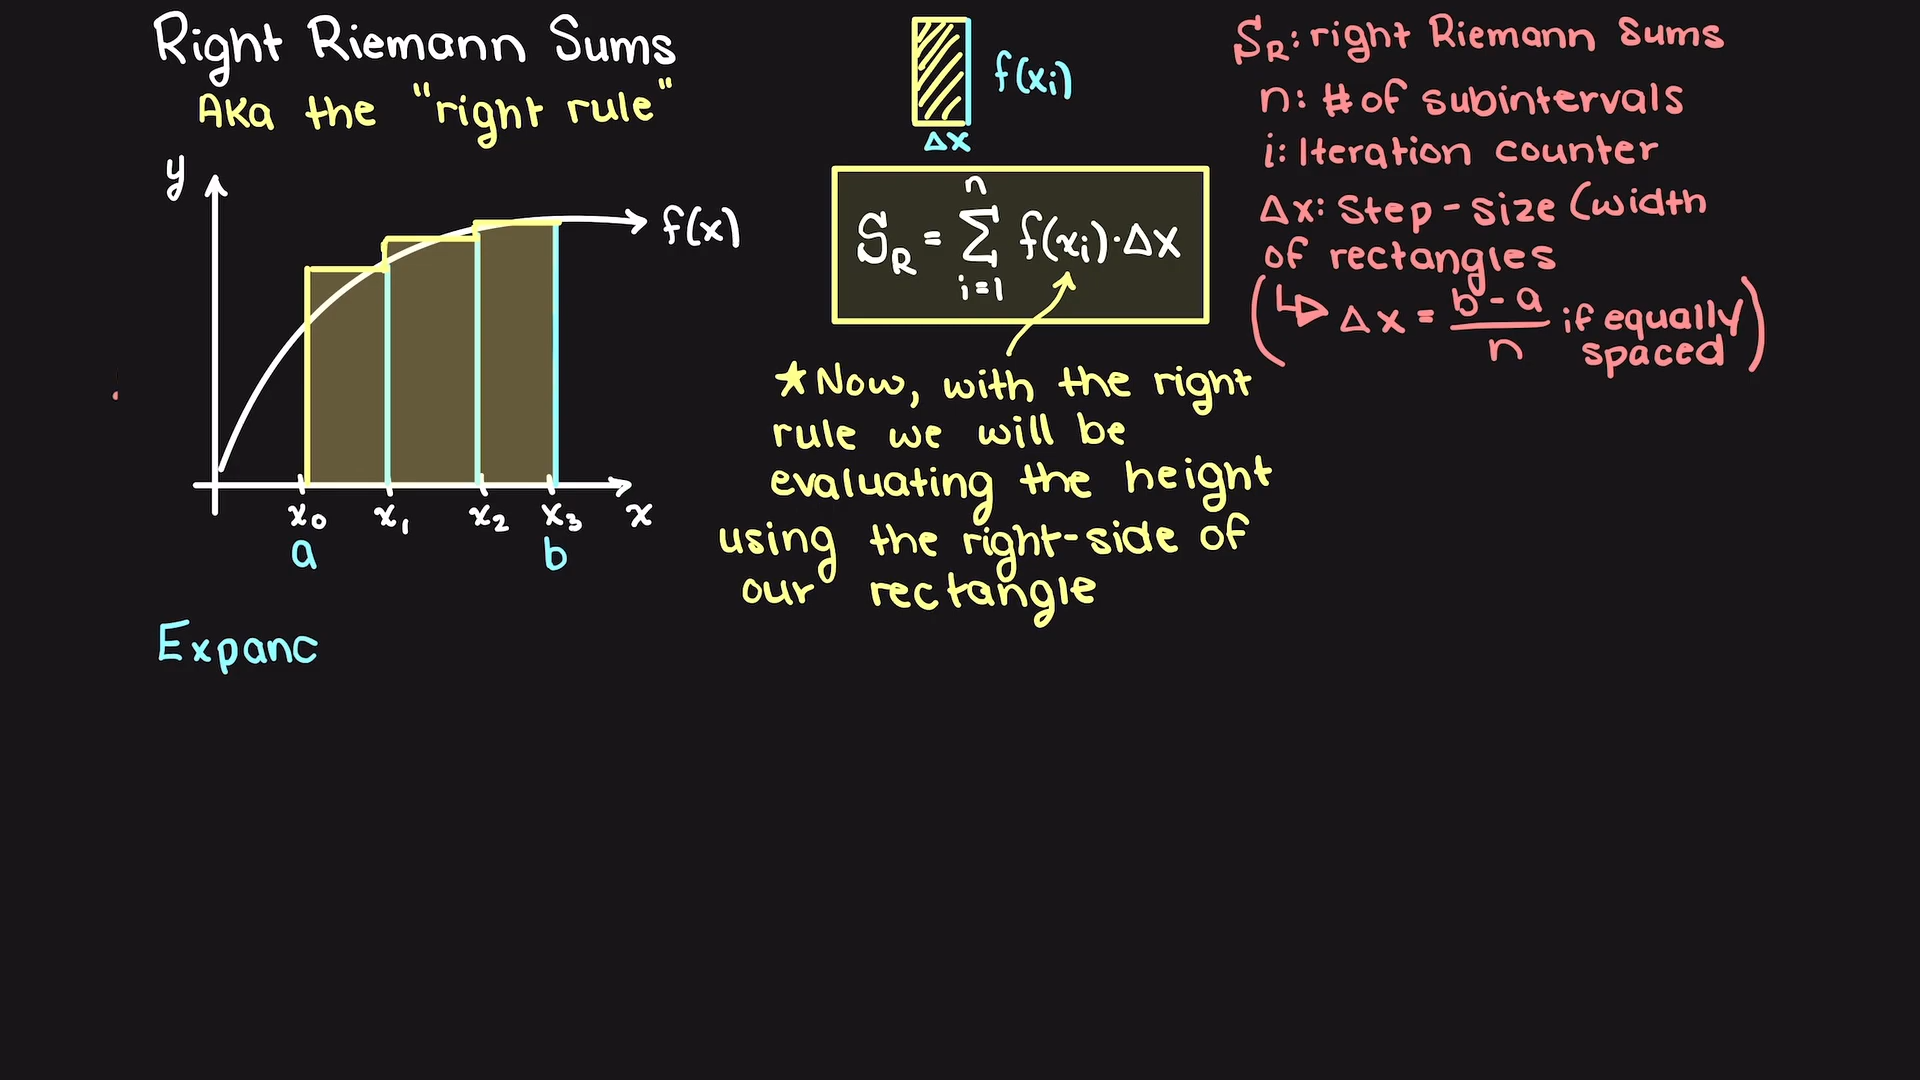 Right Riemann Sums
AKa the "right rule"
y
f(x)
x₀ x₁ x₂ x₃ x
a b
Expanc
f(xᵢ)
Δx
n
S_R = Σ f(xᵢ)·Δx
i=1
★Now, with the right
rule we will be
evaluating the height
using the right-side of
our rectangle
S_R: right Riemann Sums
n: # of subintervals
i: Iteration counter
Δx: Step-size (width
of rectangles
(↳ Δx = b-a / n if equally
spaced)